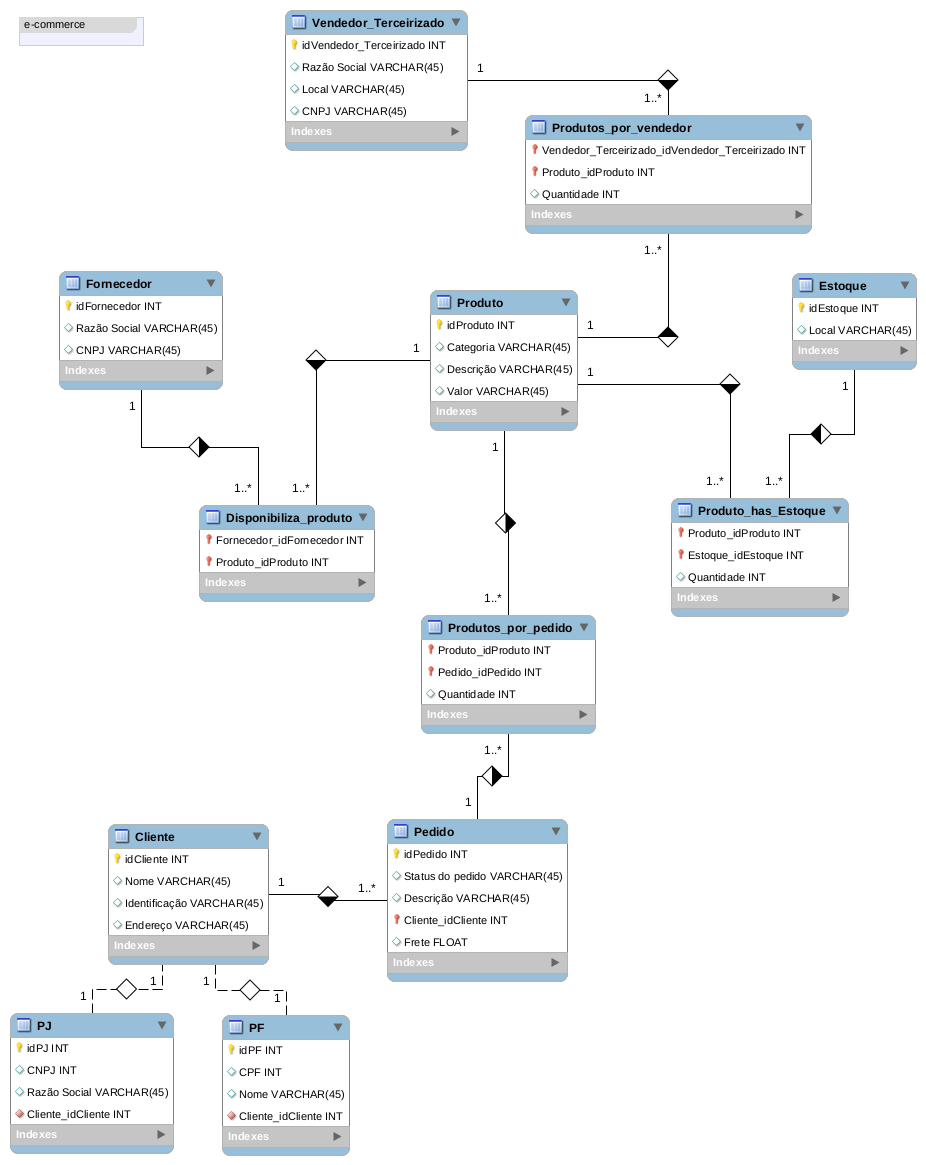 e-commerce
Vendedor_Terceirizado
idVendedor_Terceirizado INT
Razão Social VARCHAR(45)
Local VARCHAR(45)
CNPJ VARCHAR(45)
Indexes
1
1..*
Produtos_por_vendedor
Vendedor_Terceirizado_idVendedor_Terceirizado INT
Produto_idProduto INT
Quantidade INT
Indexes
1..*
Fornecedor
idFornecedor INT
Razão Social VARCHAR(45)
CNPJ VARCHAR(45)
Indexes
1
Produto
idProduto INT
Categoria VARCHAR(45)
Descrição VARCHAR(45)
Valor VARCHAR(45)
Indexes
1
1
1
1
Estoque
idEstoque INT
Local VARCHAR(45)
Indexes
1
1..*
1..*
Disponibiliza_produto
Fornecedor_idFornecedor INT
Produto_idProduto INT
Indexes
1..*
1..*
Produto_has_Estoque
Produto_idProduto INT
Estoque_idEstoque INT
Quantidade INT
Indexes
1..*
Produtos_por_pedido
Produto_idProduto INT
Pedido_idPedido INT
Quantidade INT
Indexes
1..*
1
Cliente
idCliente INT
Nome VARCHAR(45)
Identificação VARCHAR(45)
Endereço VARCHAR(45)
Indexes
1
1..*
Pedido
idPedido INT
Status do pedido VARCHAR(45)
Descrição VARCHAR(45)
Cliente_idCliente INT
Frete FLOAT
Indexes
1
1
1
1
PJ
idPJ INT
CNPJ INT
Razão Social VARCHAR(45)
Cliente_idCliente INT
Indexes
PF
idPF INT
CPF INT
Nome VARCHAR(45)
Cliente_idCliente INT
Indexes